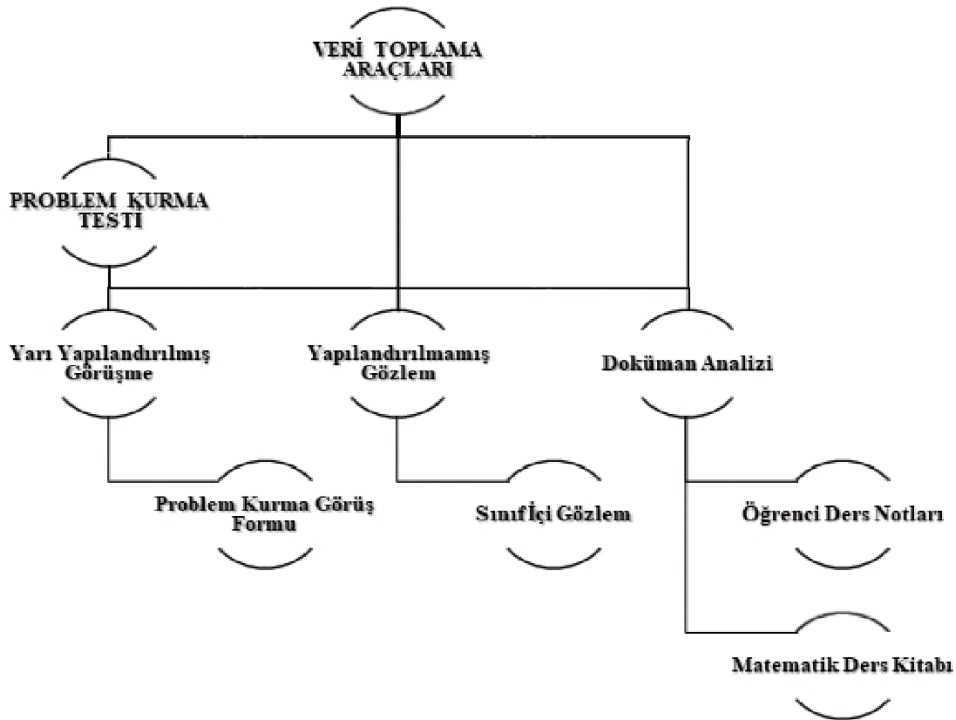 VERİ TOPLAMA
ARAÇLARI
PROBLEM KURMA
TESTİ
Yarı Yapılandırılmış
Görüşme
Yapılandırılmamış
Gözlem
Doküman Analizi
Problem Kurma Görüş
Formu
Sınıf İçi Gözlem
Öğrenci Ders Notları
Matematik Ders Kitabı